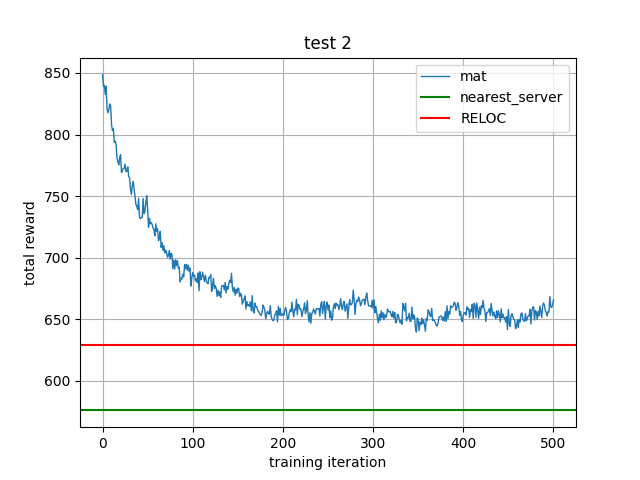 test 2
mat
nearest_server
RELOC
850
800
750
700
650
600
total reward
0 100 200 300 400 500
training iteration